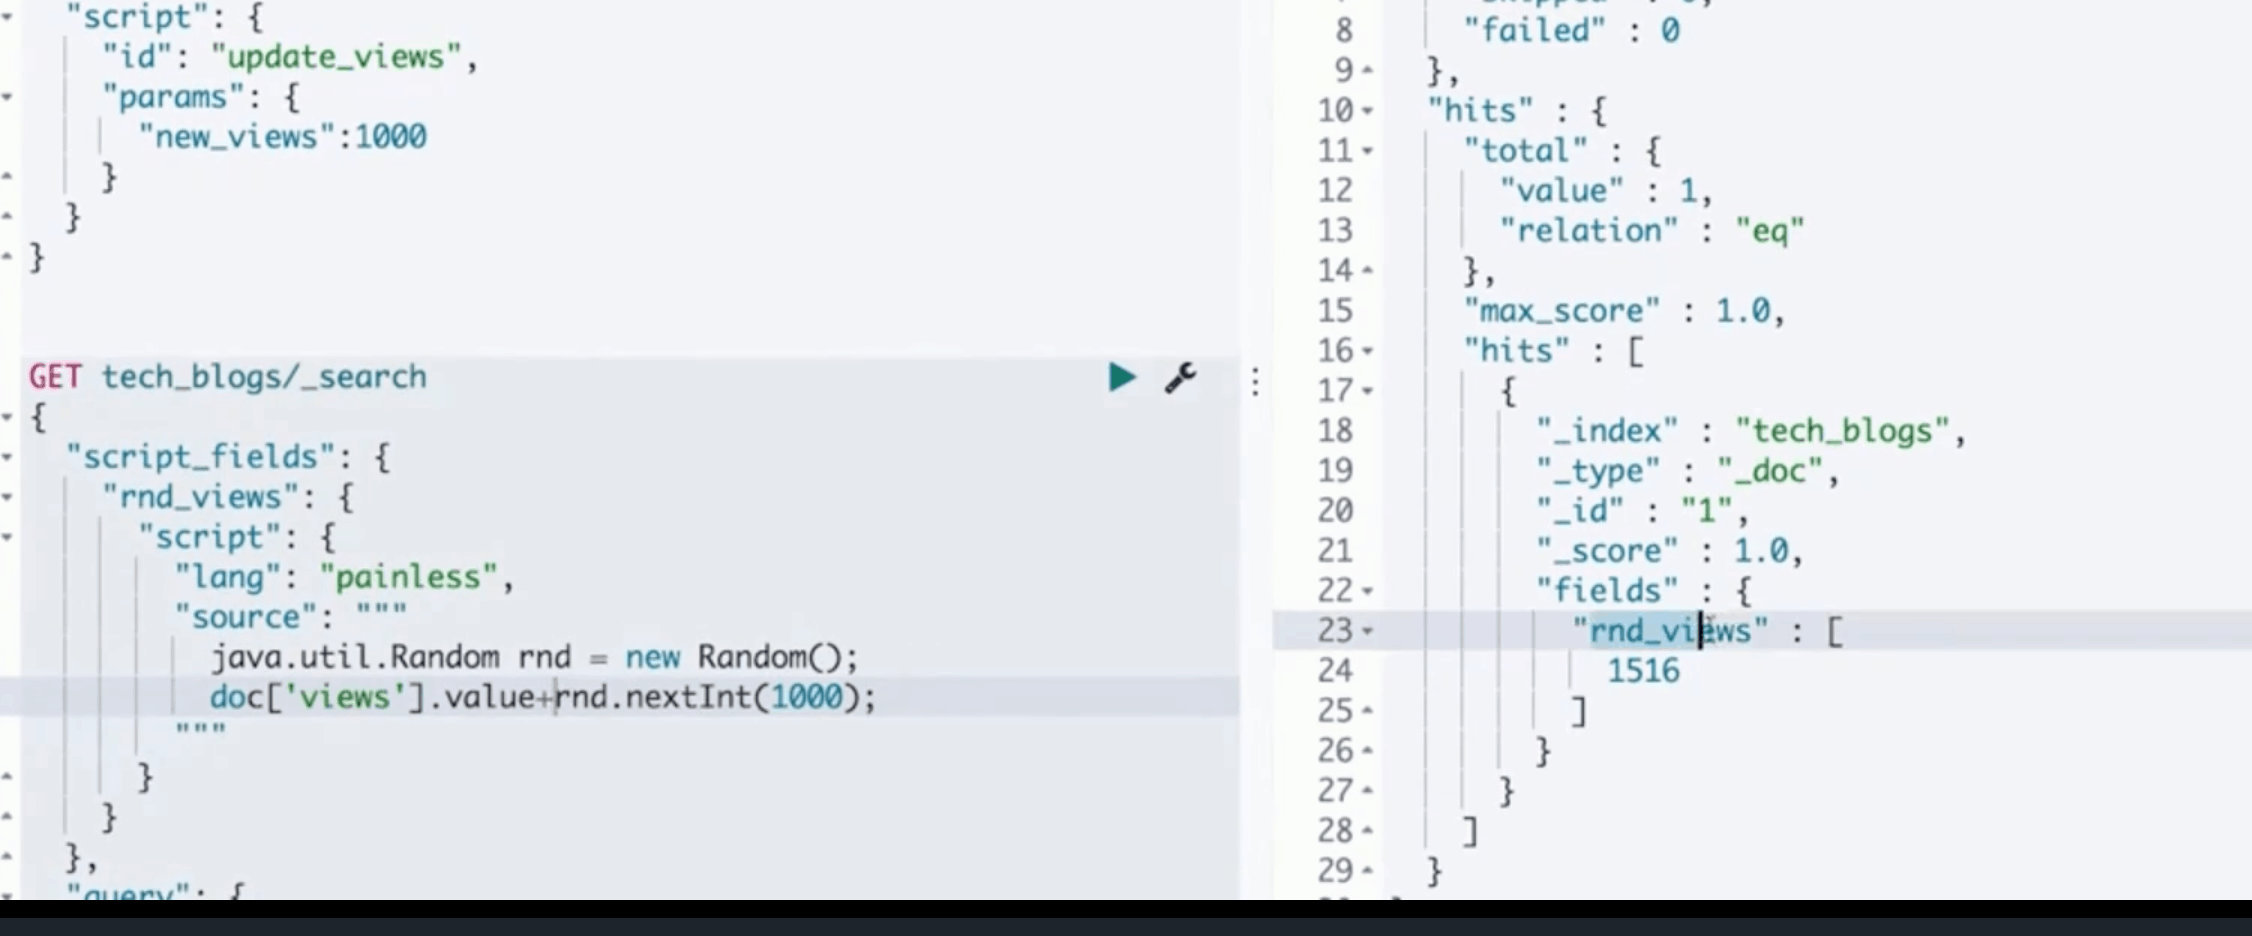 "script": {
"id": "update_views",
"params": {
"new_views":1000
}
}
}
GET tech_blogs/_search
{
"script_fields": {
"rnd_views": {
"script": {
"lang": "painless",
"source": """
java.util.Random rnd = new Random();
doc['views'].value+rnd.nextInt(1000);
"""
}
}
},
"query": {
8 "failed" : 0
9 },
10 "hits" : {
11 "total" : {
12 "value" : 1,
13 "relation" : "eq"
14 },
15 "max_score" : 1.0,
16 "hits" : [
17 {
18 "_index" : "tech_blogs",
19 "_type" : "_doc",
20 "_id" : "1",
21 "_score" : 1.0,
22 "fields" : {
23 "rnd_views" : [
24 1516
25 ]
26 }
27 }
28 ]
29 }